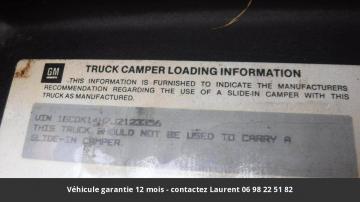 GM
TRUCK CAMPER LOADING INFORMATION
THIS INFORMATION IS FURNISHED TO INDICATE THE MANUFACTURERS
RECOMMENDATION REGARDING THE USE OF A SLIDE-IN CAMPER WITH THIS
TRUCK AS MANUFACTURED.
VIN
THIS TRUCK SHOULD NOT BE USED TO CARRY A
SLIDE-IN CAMPER.
Véhicule garantie 12 mois - contactez Laurent 06 98 22 51 82